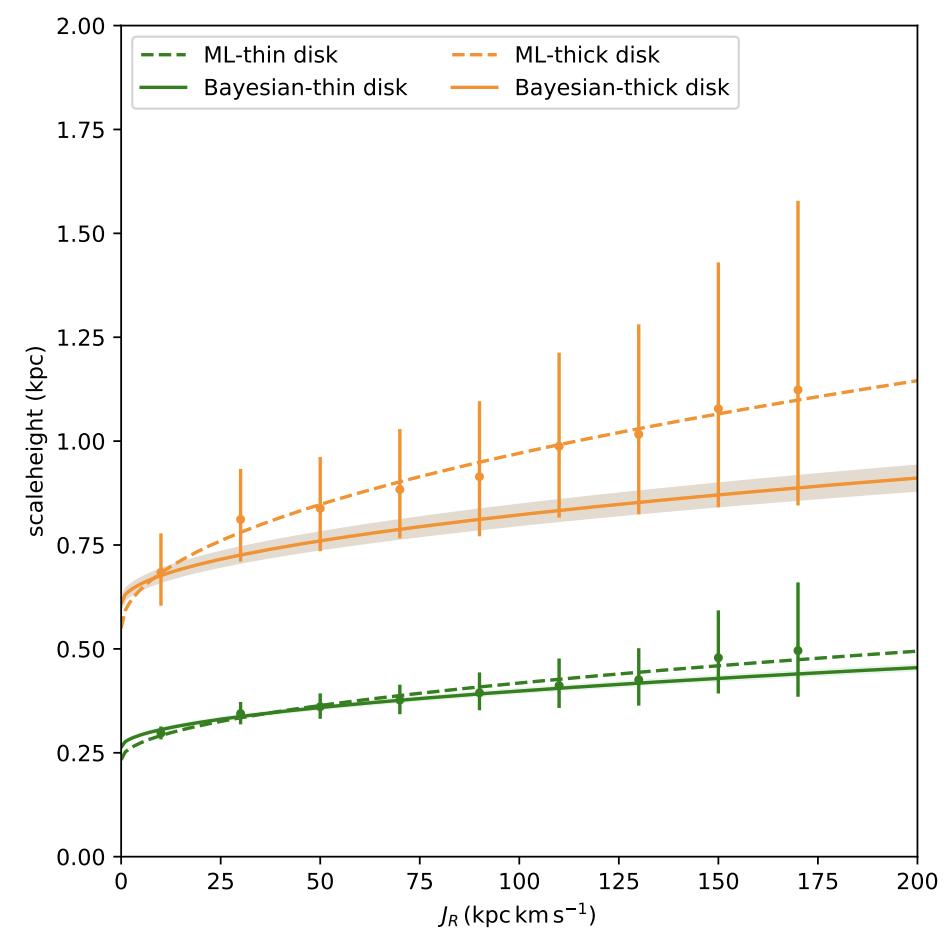 ML-thin disk
Bayesian-thin disk
ML-thick disk
Bayesian-thick disk
2.00
1.75
1.50
1.25
1.00
0.75
0.50
0.25
0.00
scaleheight (kpc)
0 25 50 75 100 125 150 175 200
J_R (kpc km s⁻¹)